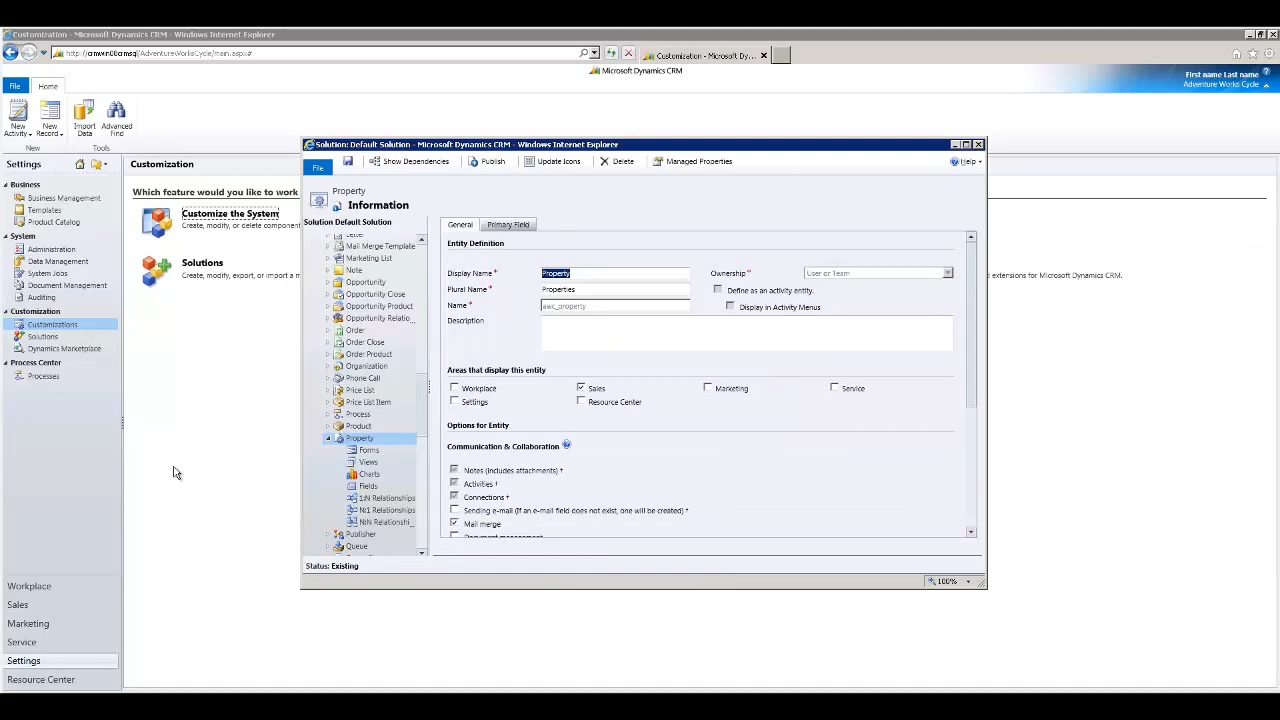 Customization - Microsoft Dynamics CRM - Windows Internet Explorer
http://crmwin08crmsql/AdventureWorksCycle/main.aspx#
Customization - Microsoft Dy...
Microsoft Dynamics CRM
File
Home
First name Last name
Adventure Works Cycle
New Activity
New Record
Import Data
Advanced Find
New
Tools
Settings
Customization
Business
Business Management
Templates
Product Catalog
System
Administration
Data Management
System Jobs
Document Management
Auditing
Customization
Customizations
Solutions
Dynamics Marketplace
Process Center
Processes
Workplace
Sales
Marketing
Service
Settings
Resource Center
Which feature would you like to work
Customize the System
Create, modify, or delete component
Solutions
Create, modify, export, or import a m
extensions for Microsoft Dynamics CRM.
Solution: Default Solution - Microsoft Dynamics CRM - Windows Internet Explorer
File
Show Dependencies
Publish
Update Icons
Delete
Managed Properties
Help
Property
Information
Solution Default Solution
Letter
Mail Merge Template
Marketing List
Note
Opportunity
Opportunity Close
Opportunity Product
Opportunity Relatio...
Order
Order Close
Order Product
Organization
Phone Call
Price List
Price List Item
Process
Product
Property
Forms
Views
Charts
Fields
1:N Relationships
N:1 Relationships
N:N Relationshi...
Publisher
Queue
General
Primary Field
Entity Definition
Display Name *
Property
Ownership *
User or Team
Plural Name *
Properties
Define as an activity entity.
Name *
awc_property
Display in Activity Menus
Description
Areas that display this entity
Workplace
Sales
Marketing
Service
Settings
Resource Center
Options for Entity
Communication & Collaboration
Notes (includes attachments) †
Activities †
Connections †
Sending e-mail (If an e-mail field does not exist, one will be created) *
Mail merge
Document management
Status: Existing
100%